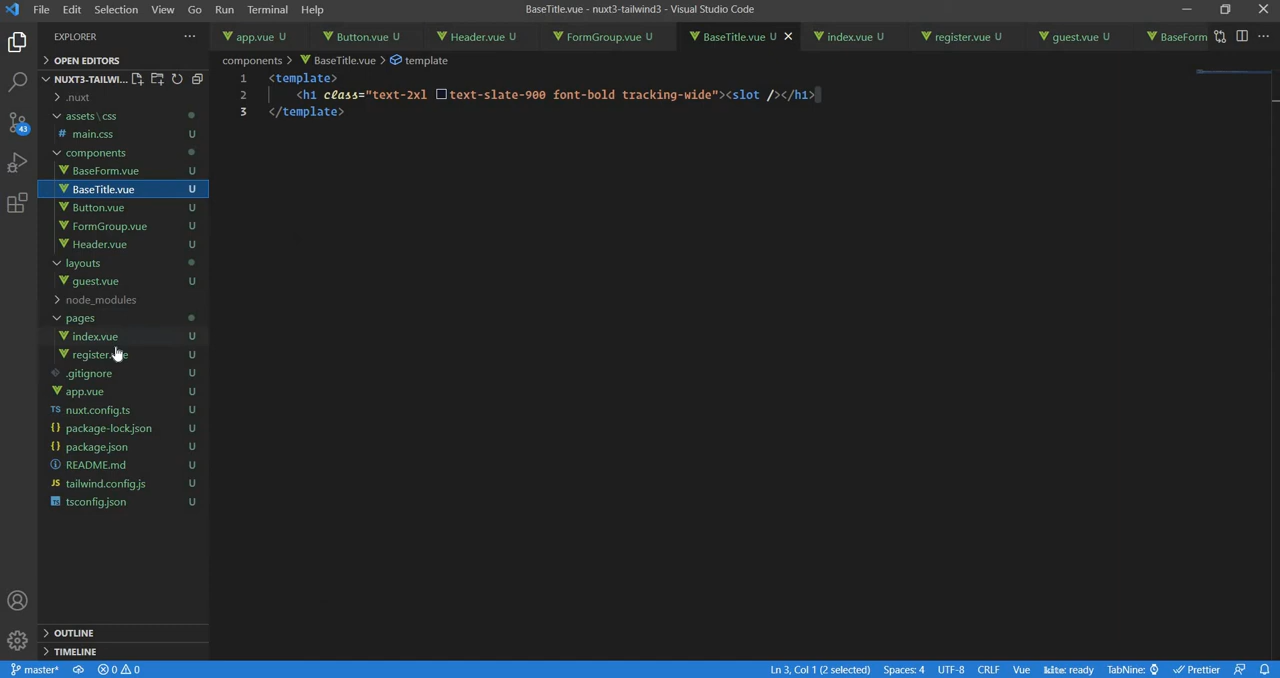 File Edit Selection View Go Run Terminal Help
BaseTitle.vue - nuxt3-tailwind3 - Visual Studio Code
EXPLORER
app.vue U
Button.vue U
Header.vue U
FormGroup.vue U
BaseTitle.vue U
index.vue U
register.vue U
guest.vue U
BaseForm
OPEN EDITORS
components > BaseTitle.vue > template
NUXT3-TAILWI...
.nuxt
assets \ css
main.css U
components
BaseForm.vue U
BaseTitle.vue U
Button.vue U
FormGroup.vue U
Header.vue U
layouts
guest.vue U
node_modules
pages
index.vue U
register. U
.gitignore U
app.vue U
TS nuxt.config.ts U
{} package-lock.json U
{} package.json U
README.md U
JS tailwind.config.js U
TS tsconfig.json U
1 <template>
2 <h1 class="text-2xl text-slate-900 font-bold tracking-wide"><slot /></h1>
3 </template>
43
OUTLINE
TIMELINE
master* 0 0
Ln 3, Col 1 (2 selected) Spaces: 4 UTF-8 CRLF Vue kite: ready TabNine: Prettier